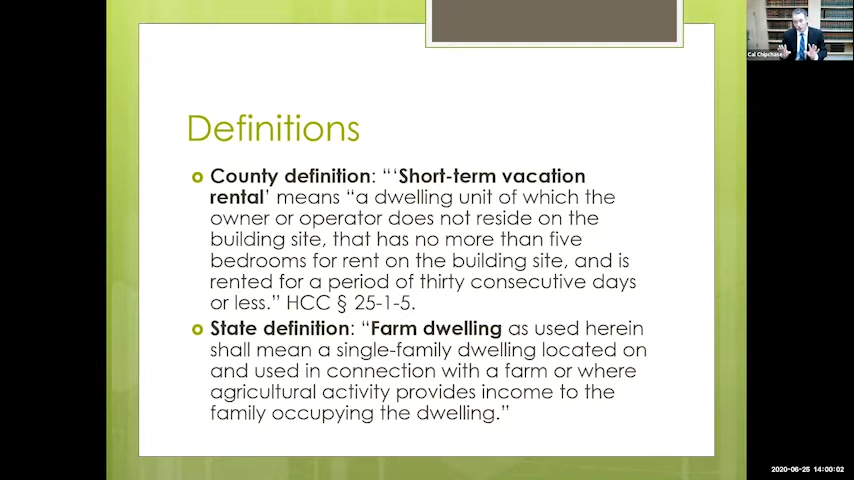 Cal Chipchase
Definitions
County definition: “‘Short-term vacation
rental’ means “a dwelling unit of which the
owner or operator does not reside on the
building site, that has no more than five
bedrooms for rent on the building site, and is
rented for a period of thirty consecutive days
or less.” HCC § 25-1-5.
State definition: “Farm dwelling as used herein
shall mean a single-family dwelling located on
and used in connection with a farm or where
agricultural activity provides income to the
family occupying the dwelling.”
2020-06-25 14:00:02